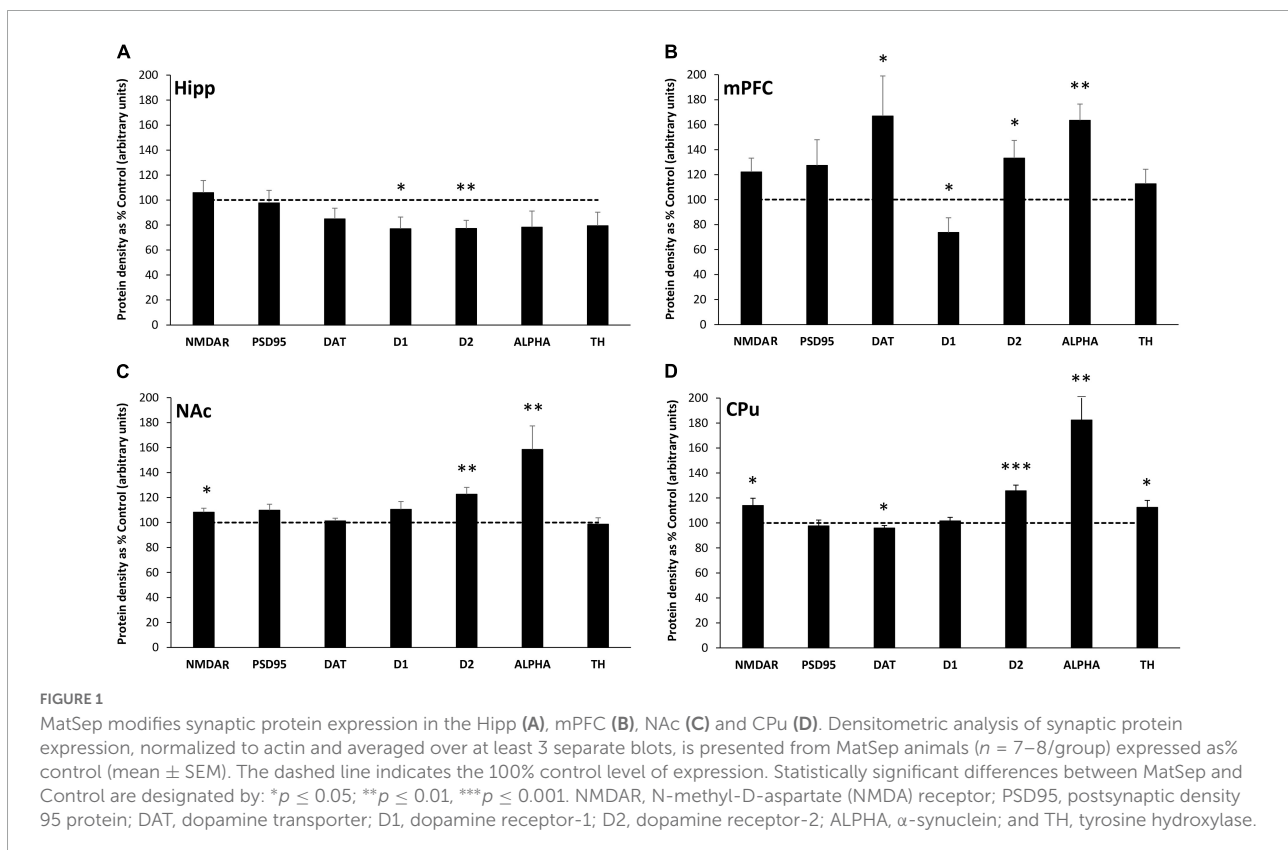 A
Hipp
Protein density as % Control (arbitrary units)
200
180
160
140
120
100
80
60
40
20
0
* **
NMDAR PSD95 DAT D1 D2 ALPHA TH
B
mPFC
Protein density as % Control (arbitrary units)
200
180
160
140
120
100
80
60
40
20
0
* * * **
NMDAR PSD95 DAT D1 D2 ALPHA TH
C
NAc
Protein density as % Control (arbitrary units)
200
180
160
140
120
100
80
60
40
20
0
* ** **
NMDAR PSD95 DAT D1 D2 ALPHA TH
D
CPu
Protein density as % Control (arbitrary units)
200
180
160
140
120
100
80
60
40
20
0
* * *** ** *
NMDAR PSD95 DAT D1 D2 ALPHA TH
FIGURE 1
MatSep modifies synaptic protein expression in the Hipp (A), mPFC (B), NAc (C) and CPu (D). Densitometric analysis of synaptic protein
expression, normalized to actin and averaged over at least 3 separate blots, is presented from MatSep animals (n = 7–8/group) expressed as%
control (mean ± SEM). The dashed line indicates the 100% control level of expression. Statistically significant differences between MatSep and
Control are designated by: *p ≤ 0.05; **p ≤ 0.01, ***p ≤ 0.001. NMDAR, N-methyl-D-aspartate (NMDA) receptor; PSD95, postsynaptic density
95 protein; DAT, dopamine transporter; D1, dopamine receptor-1; D2, dopamine receptor-2; ALPHA, α-synuclein; and TH, tyrosine hydroxylase.